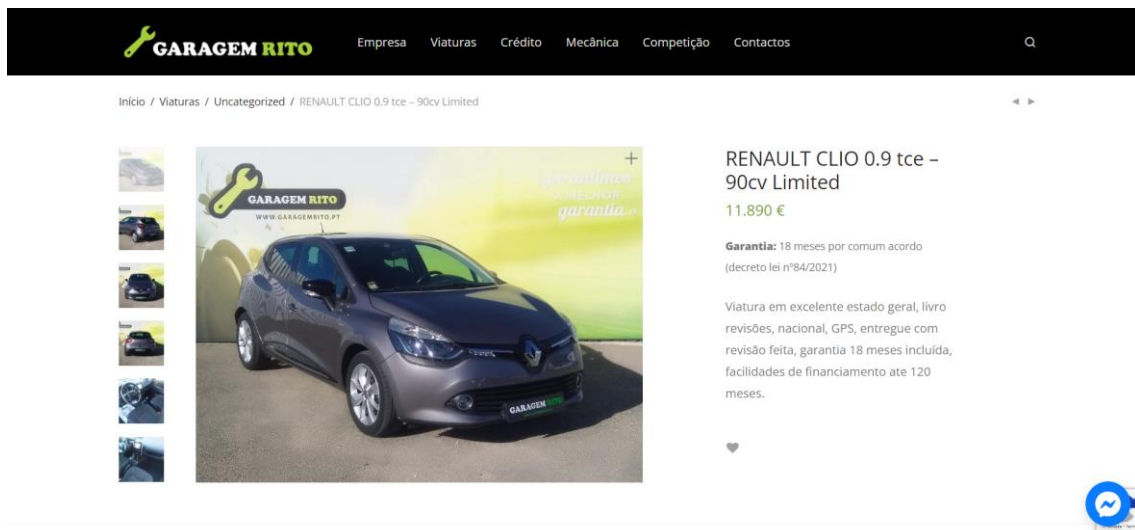 GARAGEM RITO
Empresa Viaturas Crédito Mecânica Competição Contactos
Início / Viaturas / Uncategorized / RENAULT CLIO 0.9 tce – 90cv Limited
GARAGEM RITO
WWW.GARAGEMRITO.PT
garantimos
A MELHOR
garantia
GARAGEM RITO
RENAULT CLIO 0.9 tce –
90cv Limited
11.890 €
Garantia: 18 meses por comum acordo
(decreto lei nº84/2021)
Viatura em excelente estado geral, livro
revisões, nacional, GPS, entregue com
revisão feita, garantia 18 meses incluída,
facilidades de financiamento ate 120
meses.